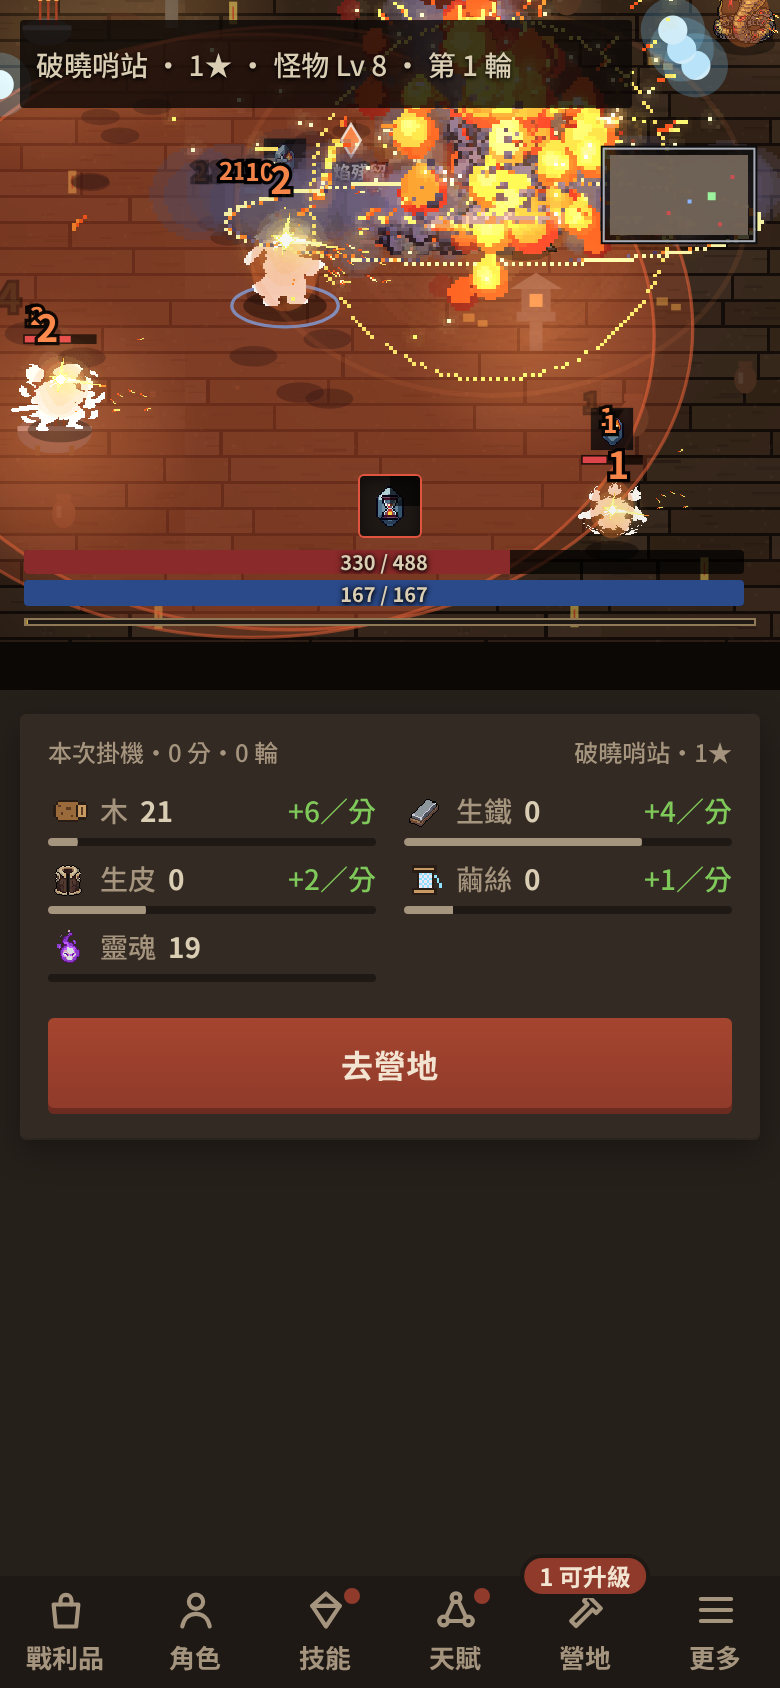 破曉哨站 · 1★ · 怪物 Lv 8 · 第 1 輪
2110
2
2
1
1
330 / 488
167 / 167
本次掛機・0 分・0 輪
破曉哨站・1★
木 21 +6／分
生鐵 0 +4／分
生皮 0 +2／分
繭絲 0 +1／分
靈魂 19
去營地
1 可升級
戰利品
角色
技能
天賦
營地
更多